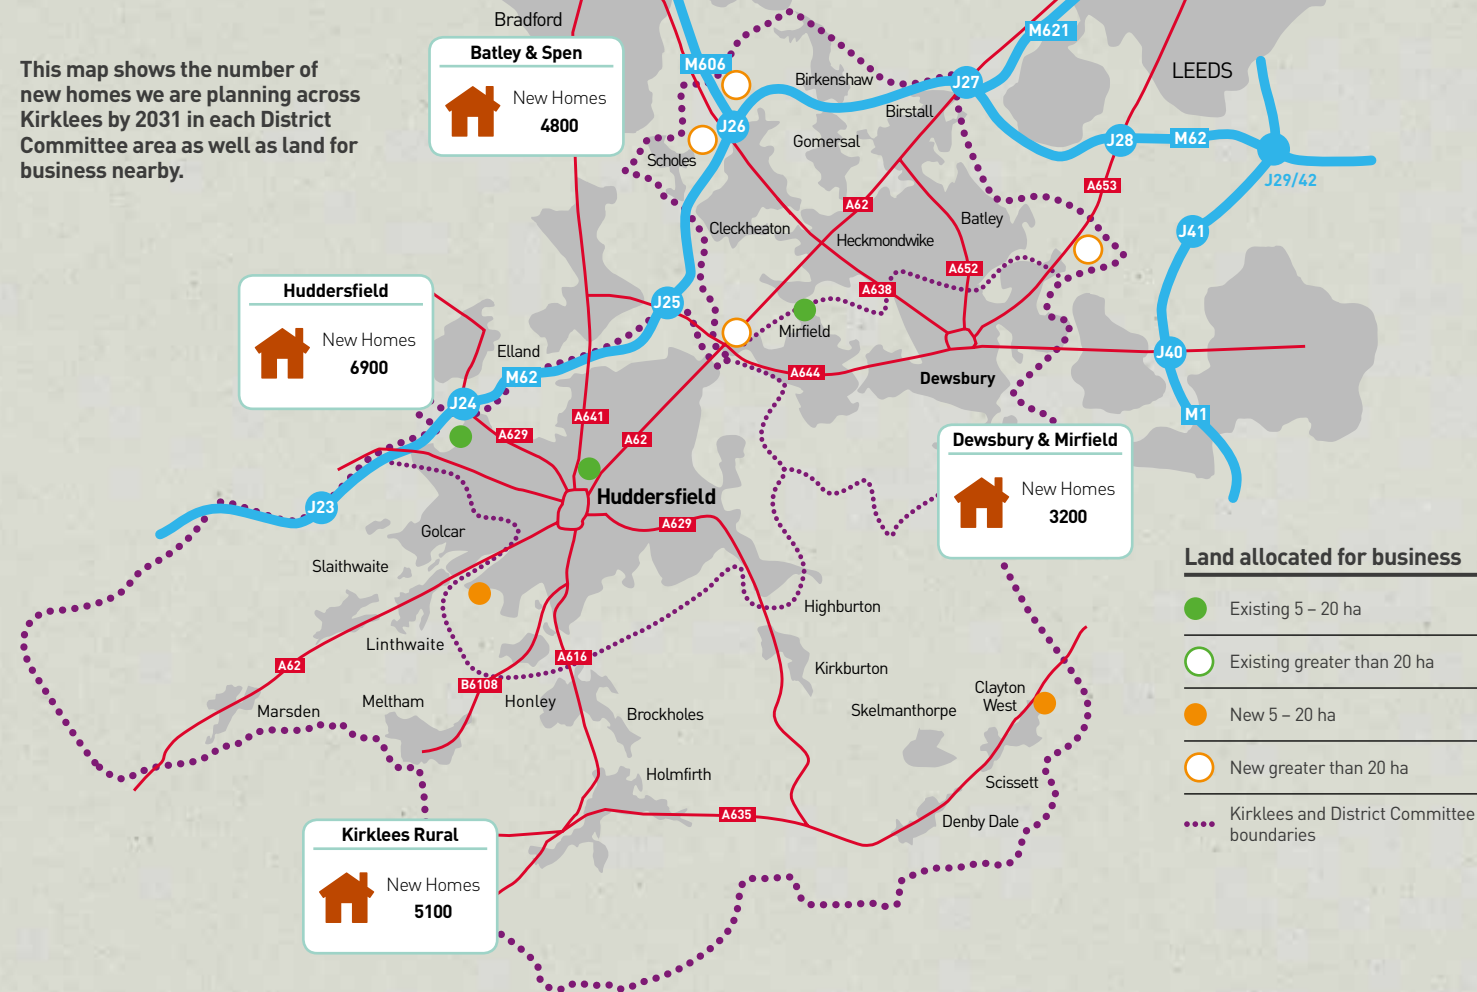 This map shows the number of
new homes we are planning across
Kirklees by 2031 in each District
Committee area as well as land for
business nearby.
Bradford
Batley & Spen
New Homes
4800
M606
M621
LEEDS
Birkenshaw
J27
Birstall
J26
Gomersal
Scholes
J28
M62
J29/42
A653
A62
Batley
Cleckheaton
Heckmondwike
J41
A652
A638
Huddersfield
New Homes
6900
J25
Mirfield
Elland
M62
A644
Dewsbury
J40
J24
A641
A629
A62
M1
Dewsbury & Mirfield
New Homes
3200
J23
Huddersfield
A629
Golcar
Slaithwaite
Highburton
Linthwaite
A62
A616
Kirkburton
B6108
Meltham
Honley
Marsden
Brockholes
Clayton
West
Skelmanthorpe
Holmfirth
Scissett
A635
Denby Dale
Kirklees Rural
New Homes
5100
Land allocated for business
Existing 5 – 20 ha
Existing greater than 20 ha
New 5 – 20 ha
New greater than 20 ha
Kirklees and District Committee
boundaries